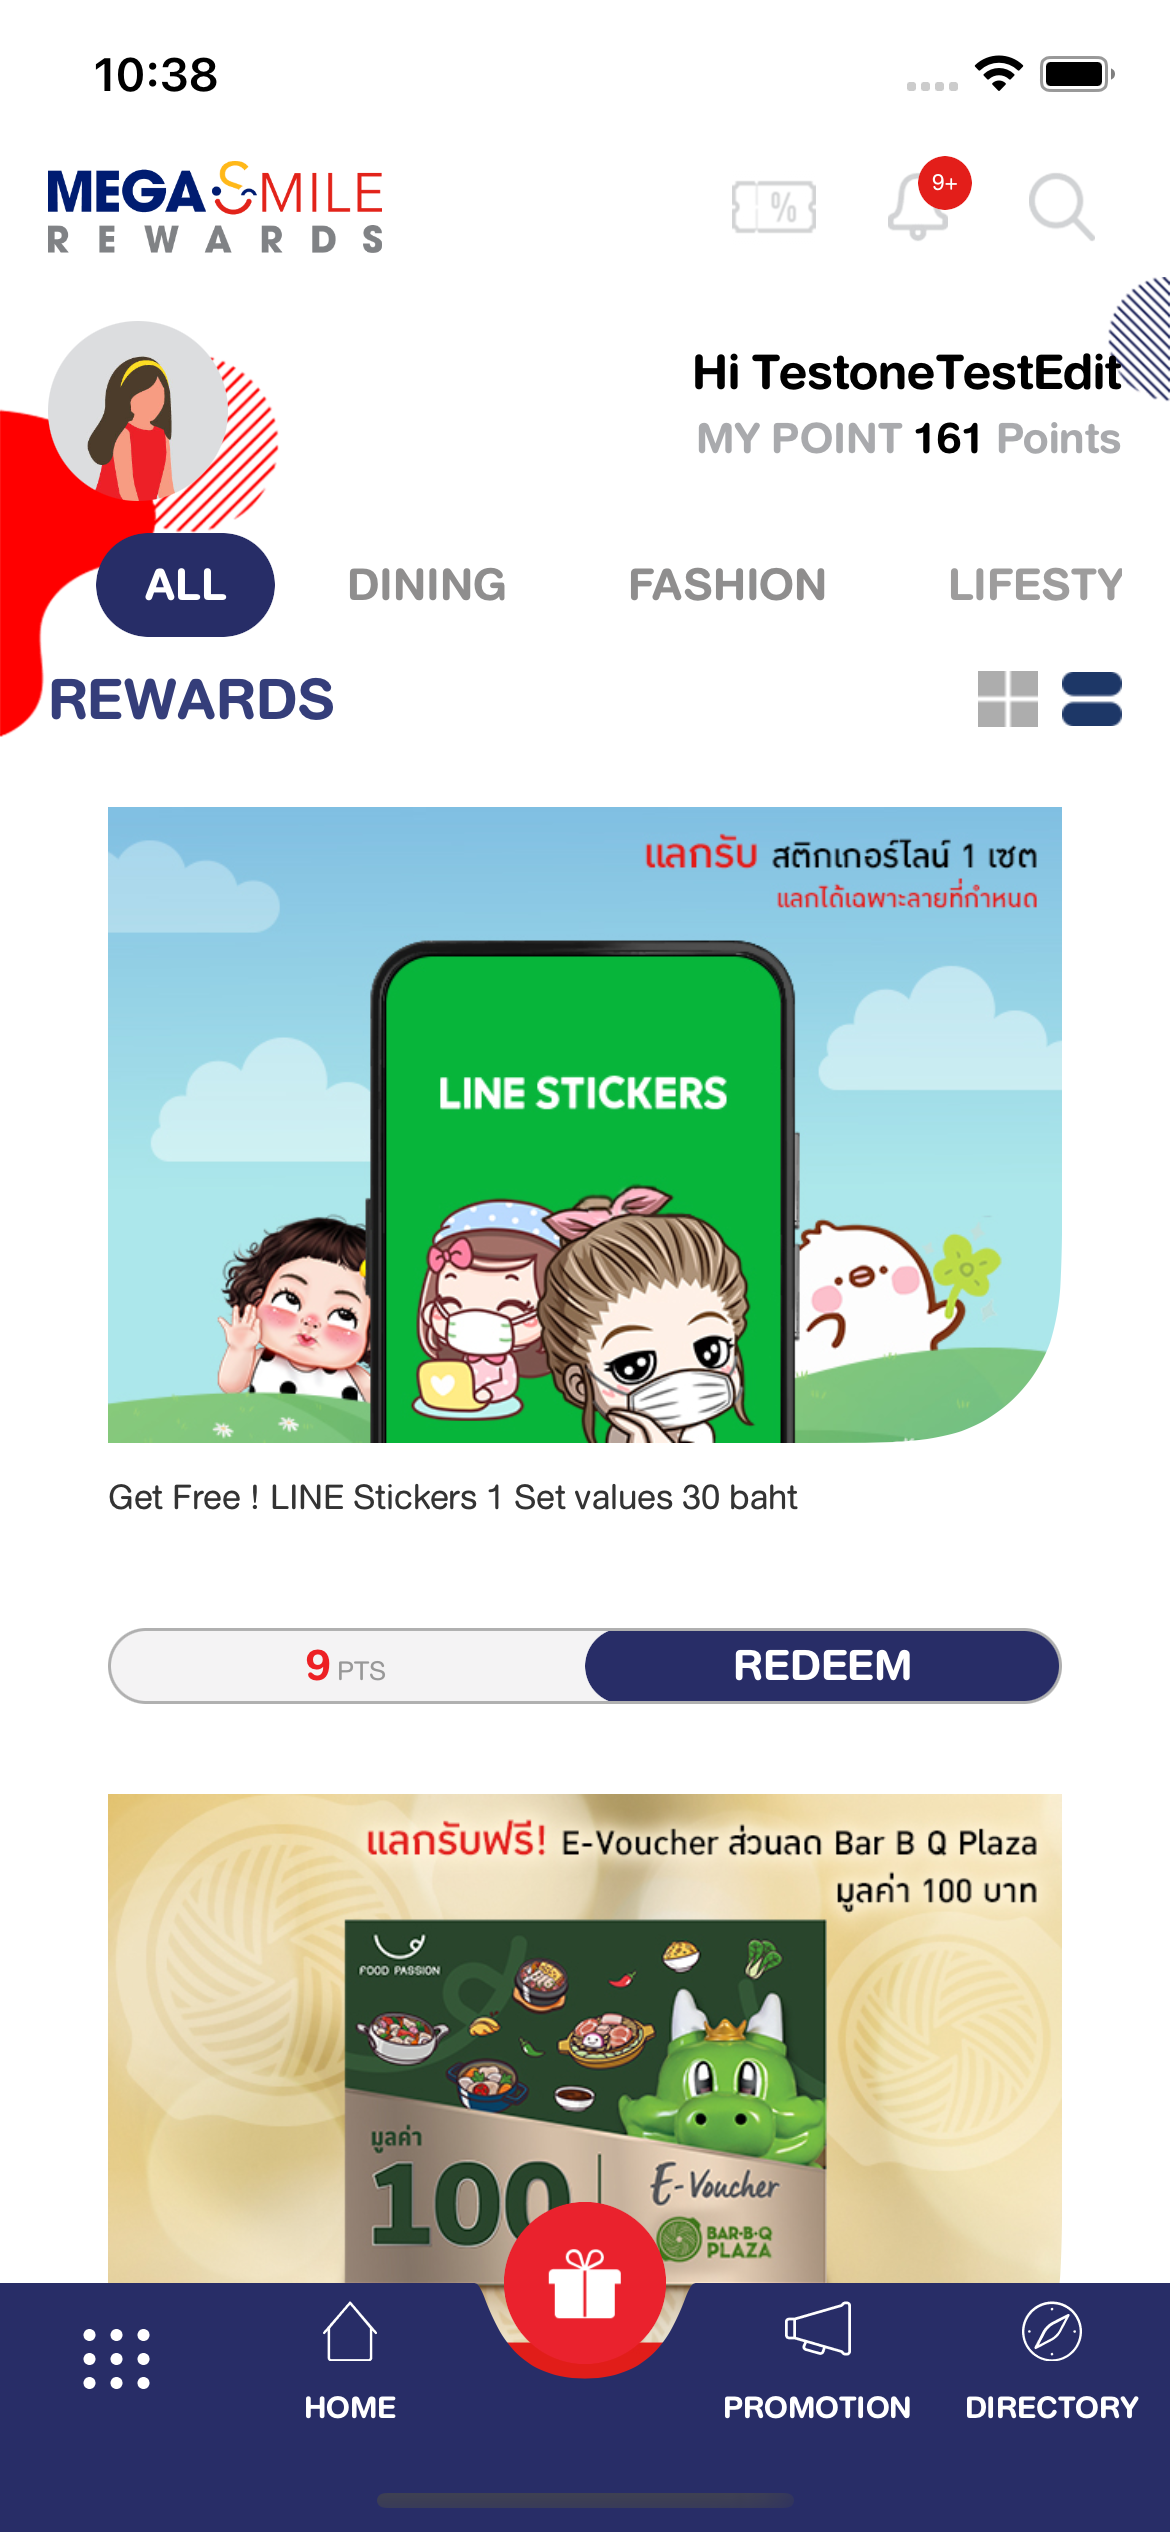 10:38
MEGA SMILE
REWARDS
%
9+
Hi TestoneTestEdit
MY POINT 161 Points
ALL DINING FASHION LIFESTY
REWARDS
แลกรับ สติกเกอร์ไลน์ 1 เซต
แลกได้เฉพาะลายที่กำหนด
LINE STICKERS
Get Free ! LINE Stickers 1 Set values 30 baht
9 PTS REDEEM
แลกรับฟรี! E-Voucher ส่วนลด Bar B Q Plaza
มูลค่า 100 บาท
FOOD PASSION
มูลค่า
100
E-Voucher
BAR·B·Q
PLAZA
HOME PROMOTION DIRECTORY